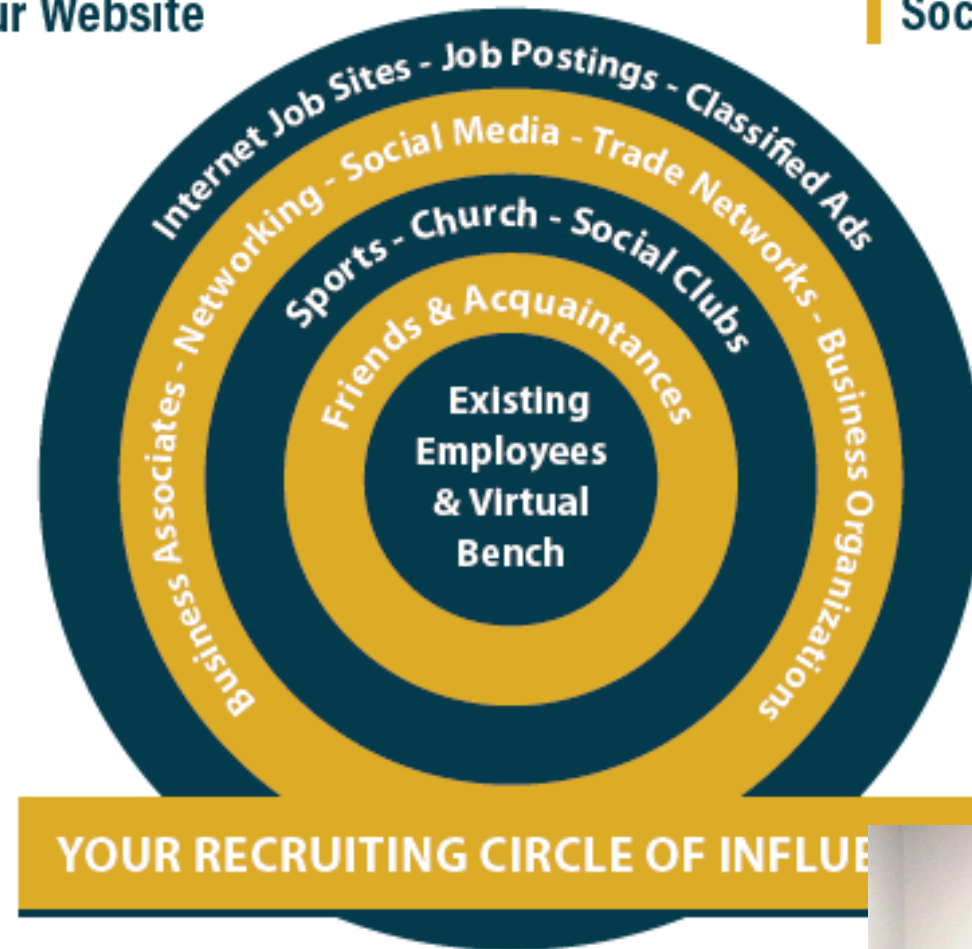 ur Website
Soc
Internet Job Sites - Job Postings - Classified Ads
Business Associates - Networking - Social Media - Trade Networks - Business Organizations
Sports - Church - Social Clubs
Friends & Acquaintances
Existing
Employees
& Virtual
Bench
YOUR RECRUITING CIRCLE OF INFLUE